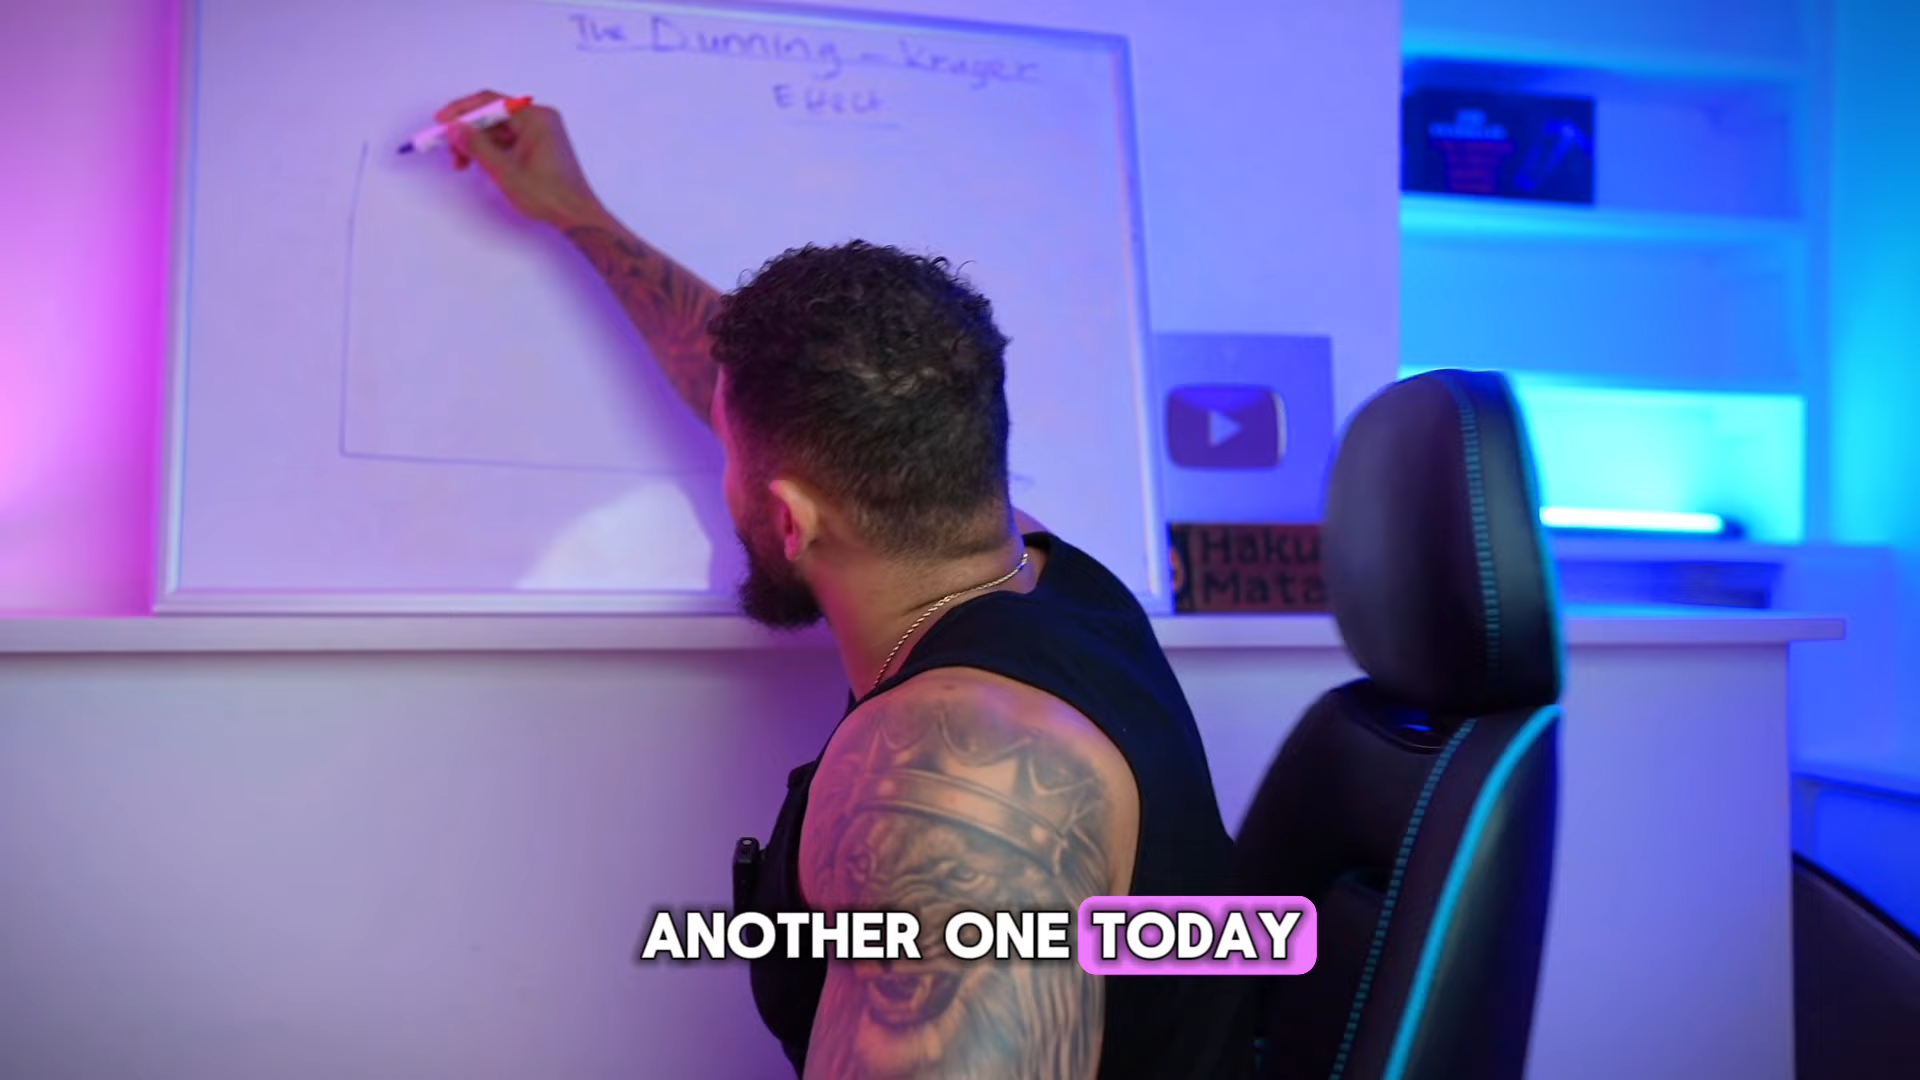 The Dunning-Kruger
Effect
Haku
Mata
ANOTHER ONE TODAY